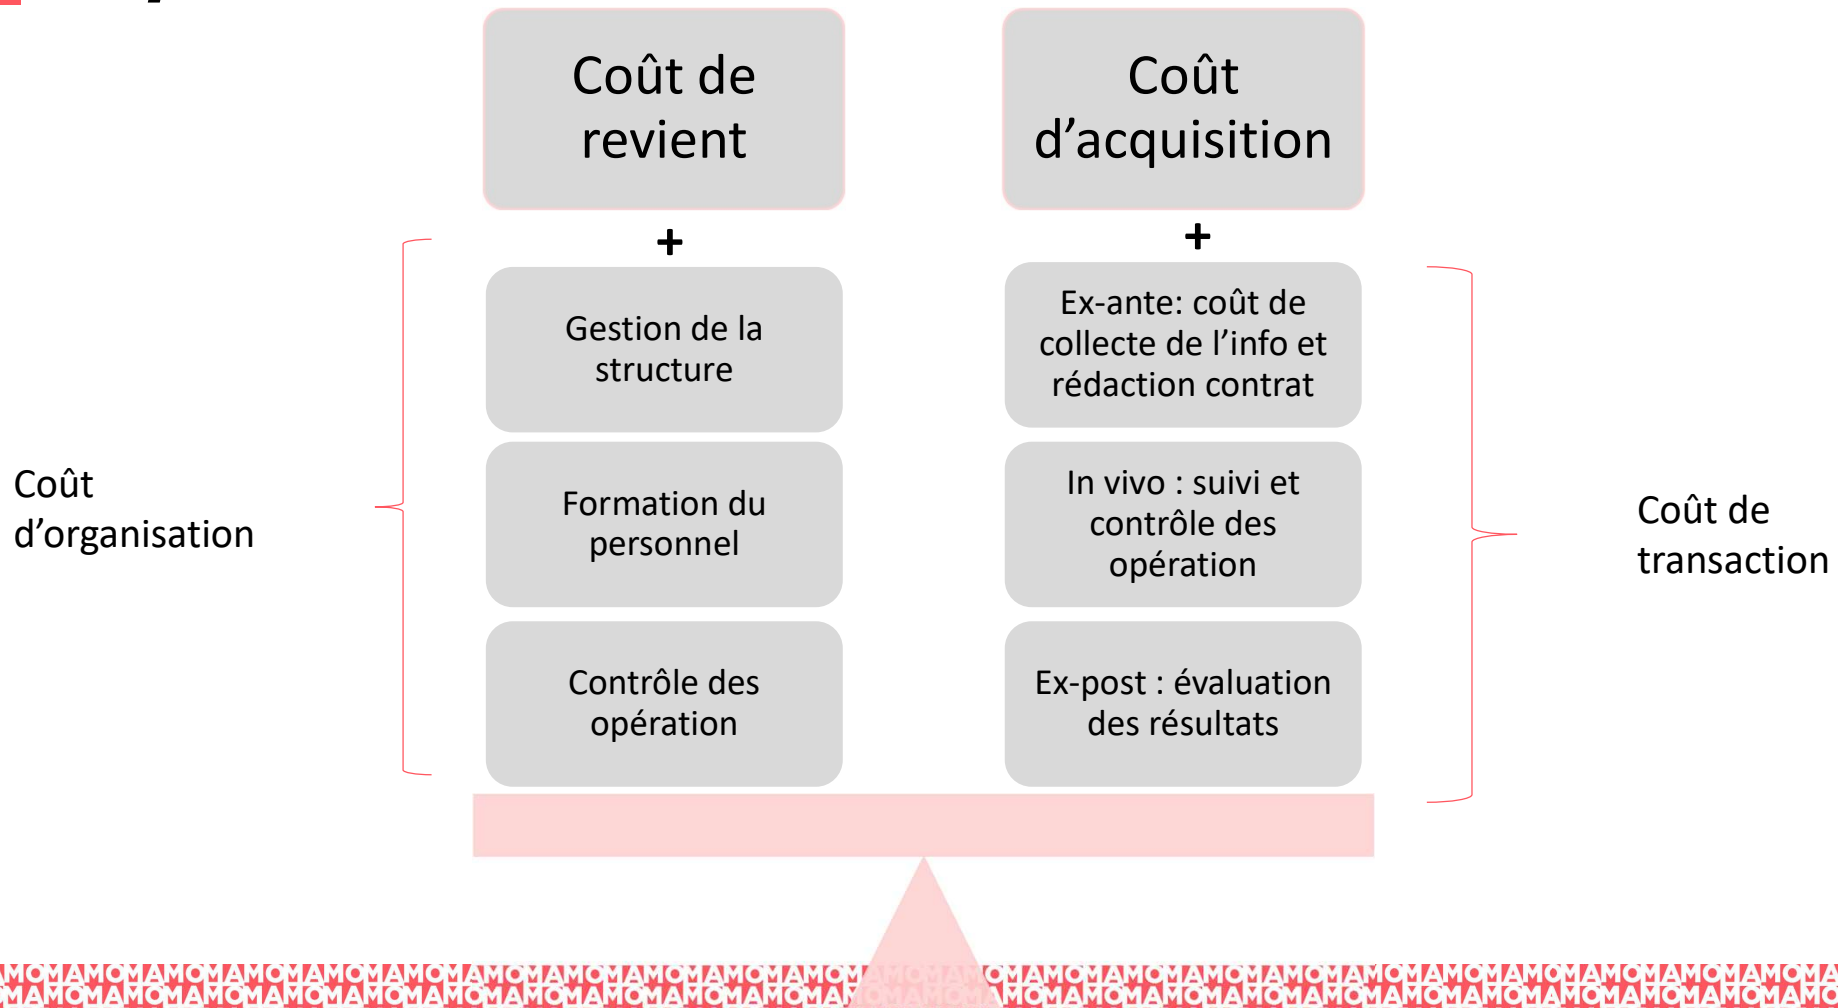 Coût de
revient
+
Gestion de la
structure
Formation du
personnel
Contrôle des
opération
Coût
d’organisation
Coût
d’acquisition
+
Ex-ante: coût de
collecte de l’info et
rédaction contrat
In vivo : suivi et
contrôle des
opération
Ex-post : évaluation
des résultats
Coût de
transaction